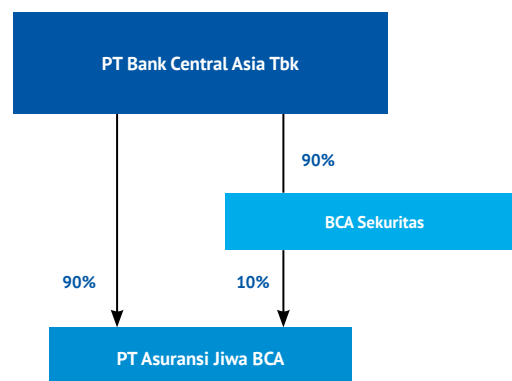 PT Bank Central Asia Tbk
90%
BCA Sekuritas
90%
10%
PT Asuransi Jiwa BCA